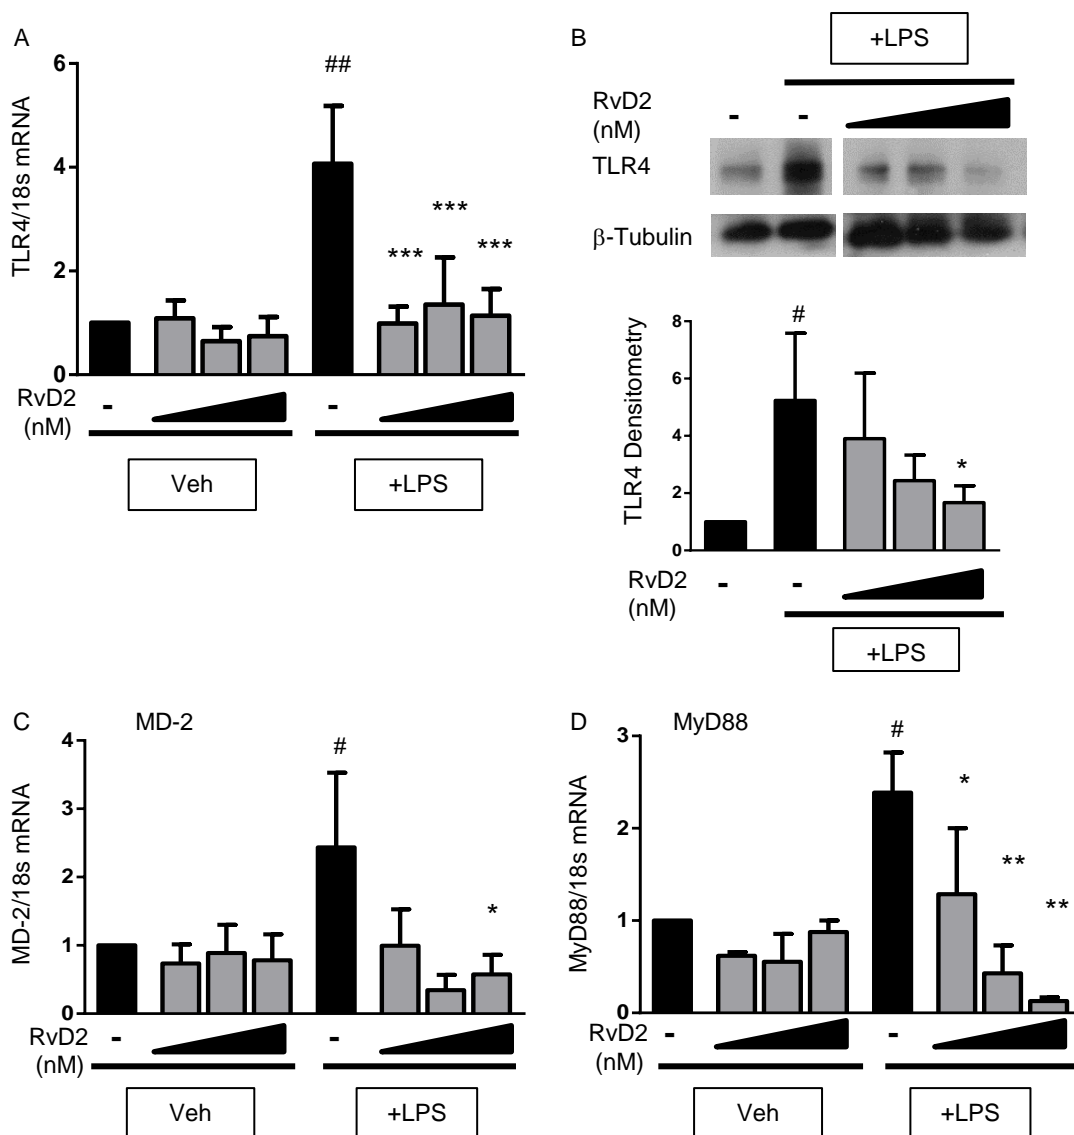 A
TLR4/18s mRNA
6
4
2
0
##
***
***
***
RvD2
(nM)
-
-
Veh
+LPS
B
+LPS
RvD2
(nM)
-
-
TLR4
β-Tubulin
TLR4 Densitometry
8
6
4
2
0
#
*
RvD2
(nM)
-
-
+LPS
C
MD-2
MD-2/18s mRNA
4
3
2
1
0
#
*
RvD2
(nM)
-
-
Veh
+LPS
D
MyD88
MyD88/18s mRNA
3
2
1
0
#
*
**
**
RvD2
(nM)
-
-
Veh
+LPS